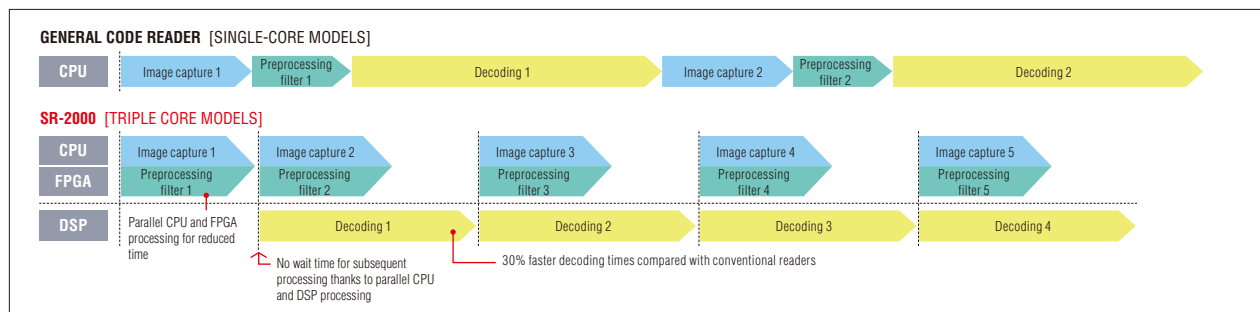 GENERAL CODE READER [SINGLE-CORE MODELS]
CPU
Image capture 1
Preprocessing
filter 1
Decoding 1
Image capture 2
Preprocessing
filter 2
Decoding 2
SR-2000 [TRIPLE CORE MODELS]
CPU
Image capture 1
Image capture 2
Image capture 3
Image capture 4
Image capture 5
FPGA
Preprocessing
filter 1
Preprocessing
filter 2
Preprocessing
filter 3
Preprocessing
filter 4
Preprocessing
filter 5
DSP
Parallel CPU and FPGA
processing for reduced
time
Decoding 1
Decoding 2
Decoding 3
Decoding 4
No wait time for subsequent
processing thanks to parallel CPU
and DSP processing
30% faster decoding times compared with conventional readers